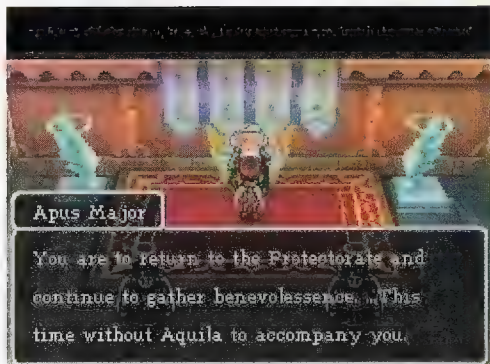 Apus Major
You are to return to the Protectorate and
continue to gather benevolessence. This
time without Aquila to accompany you.